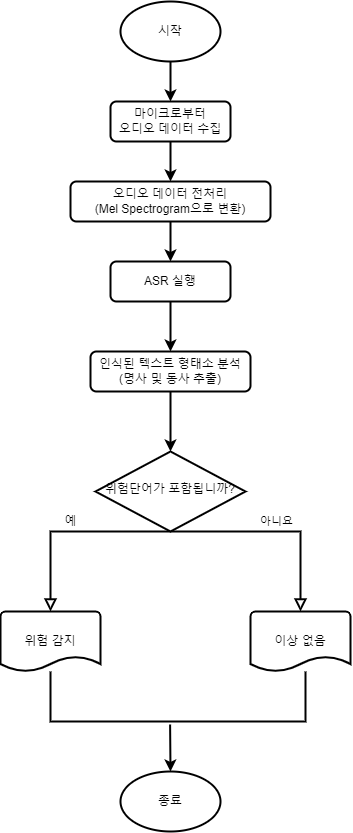 시작
마이크로부터
오디오 데이터 수집
오디오 데이터 전처리
(Mel Spectrogram으로 변환)
ASR 실행
인식된 텍스트 형태소 분석
(명사 및 동사 추출)
위험단어가 포함됩니까?
예
아니요
위험 감지
이상 없음
종료